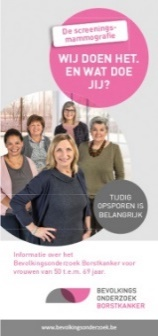 De screenings-
mammografie
WIJ DOEN HET.
EN WAT DOE
JIJ?
TIJDIG
OPSPOREN IS
BELANGRIJK
Informatie over het
Bevolkingsonderzoek Borstkanker voor
vrouwen van 50 t.e.m. 69 jaar.
BEVOLKINGS
ONDERZOEK
BORSTKANKER
www.bevolkingsonderzoek.be